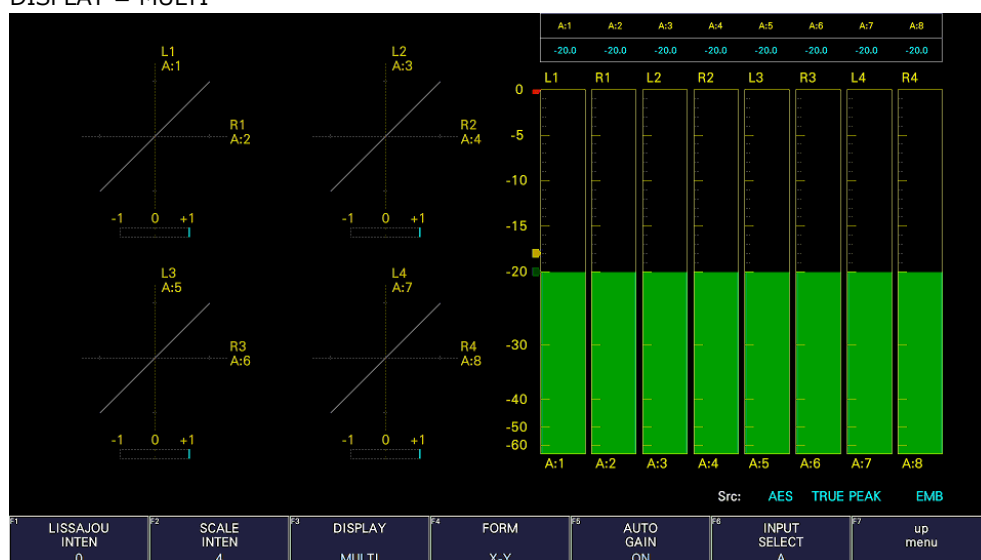 DISPLAY = MULTI
A:1 A:2 A:3 A:4 A:5 A:6 A:7 A:8
-20.0 -20.0 -20.0 -20.0 -20.0 -20.0 -20.0 -20.0
L1
A:1
R1
A:2
-1 0 +1
L2
A:3
R2
A:4
-1 0 +1
L3
A:5
R3
A:6
-1 0 +1
L4
A:7
R4
A:8
-1 0 +1
L1 R1 L2 R2 L3 R3 L4 R4
0
-5
-10
-15
-20
-30
-40
-50
-60
A:1 A:2 A:3 A:4 A:5 A:6 A:7 A:8
Src: AES TRUE PEAK EMB
F1 LISSAJOU
INTEN
0
F2 SCALE
INTEN
4
F3 DISPLAY
MULTI
F4 FORM
X-Y
F5 AUTO
GAIN
ON
F6 INPUT
SELECT
A
F7 up
menu